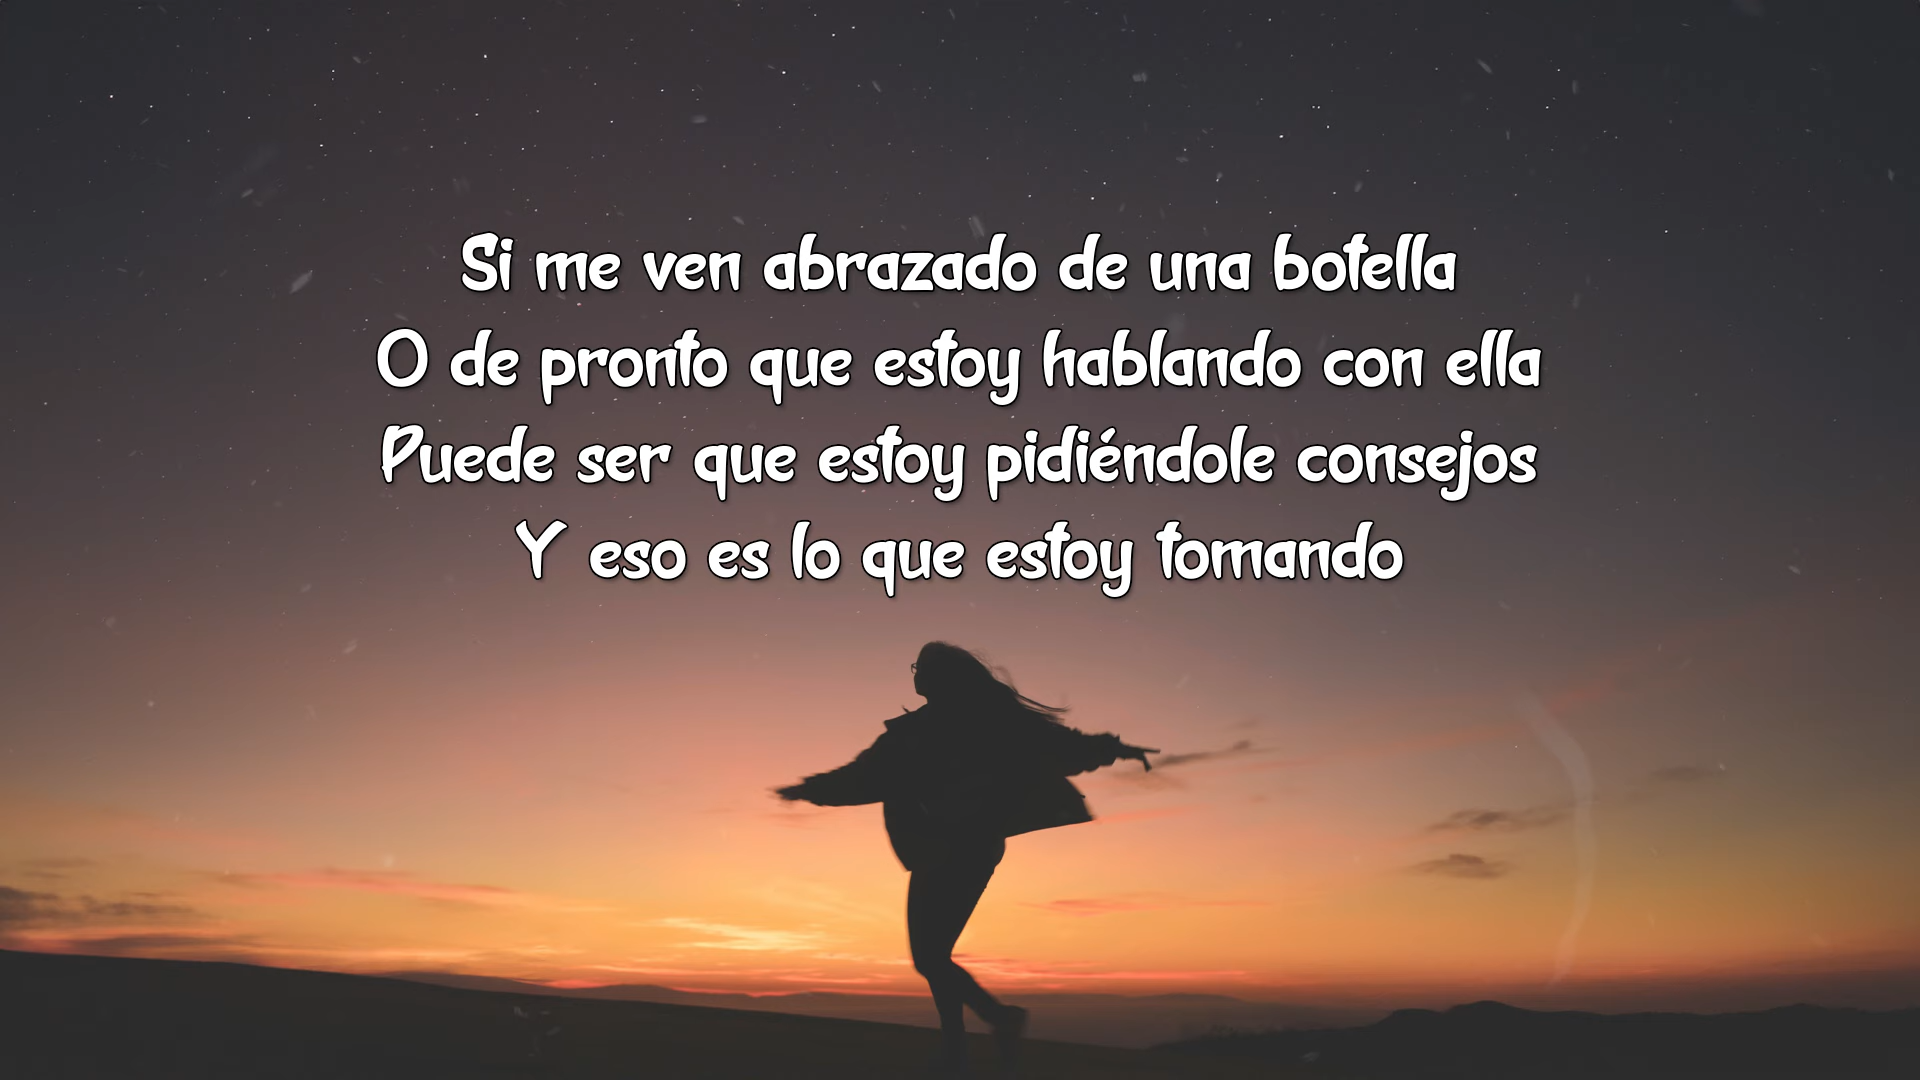 Si me ven abrazado de una botella
O de pronto que estoy hablando con ella
Puede ser que estoy pidiéndole consejos
Y eso es lo que estoy tomando